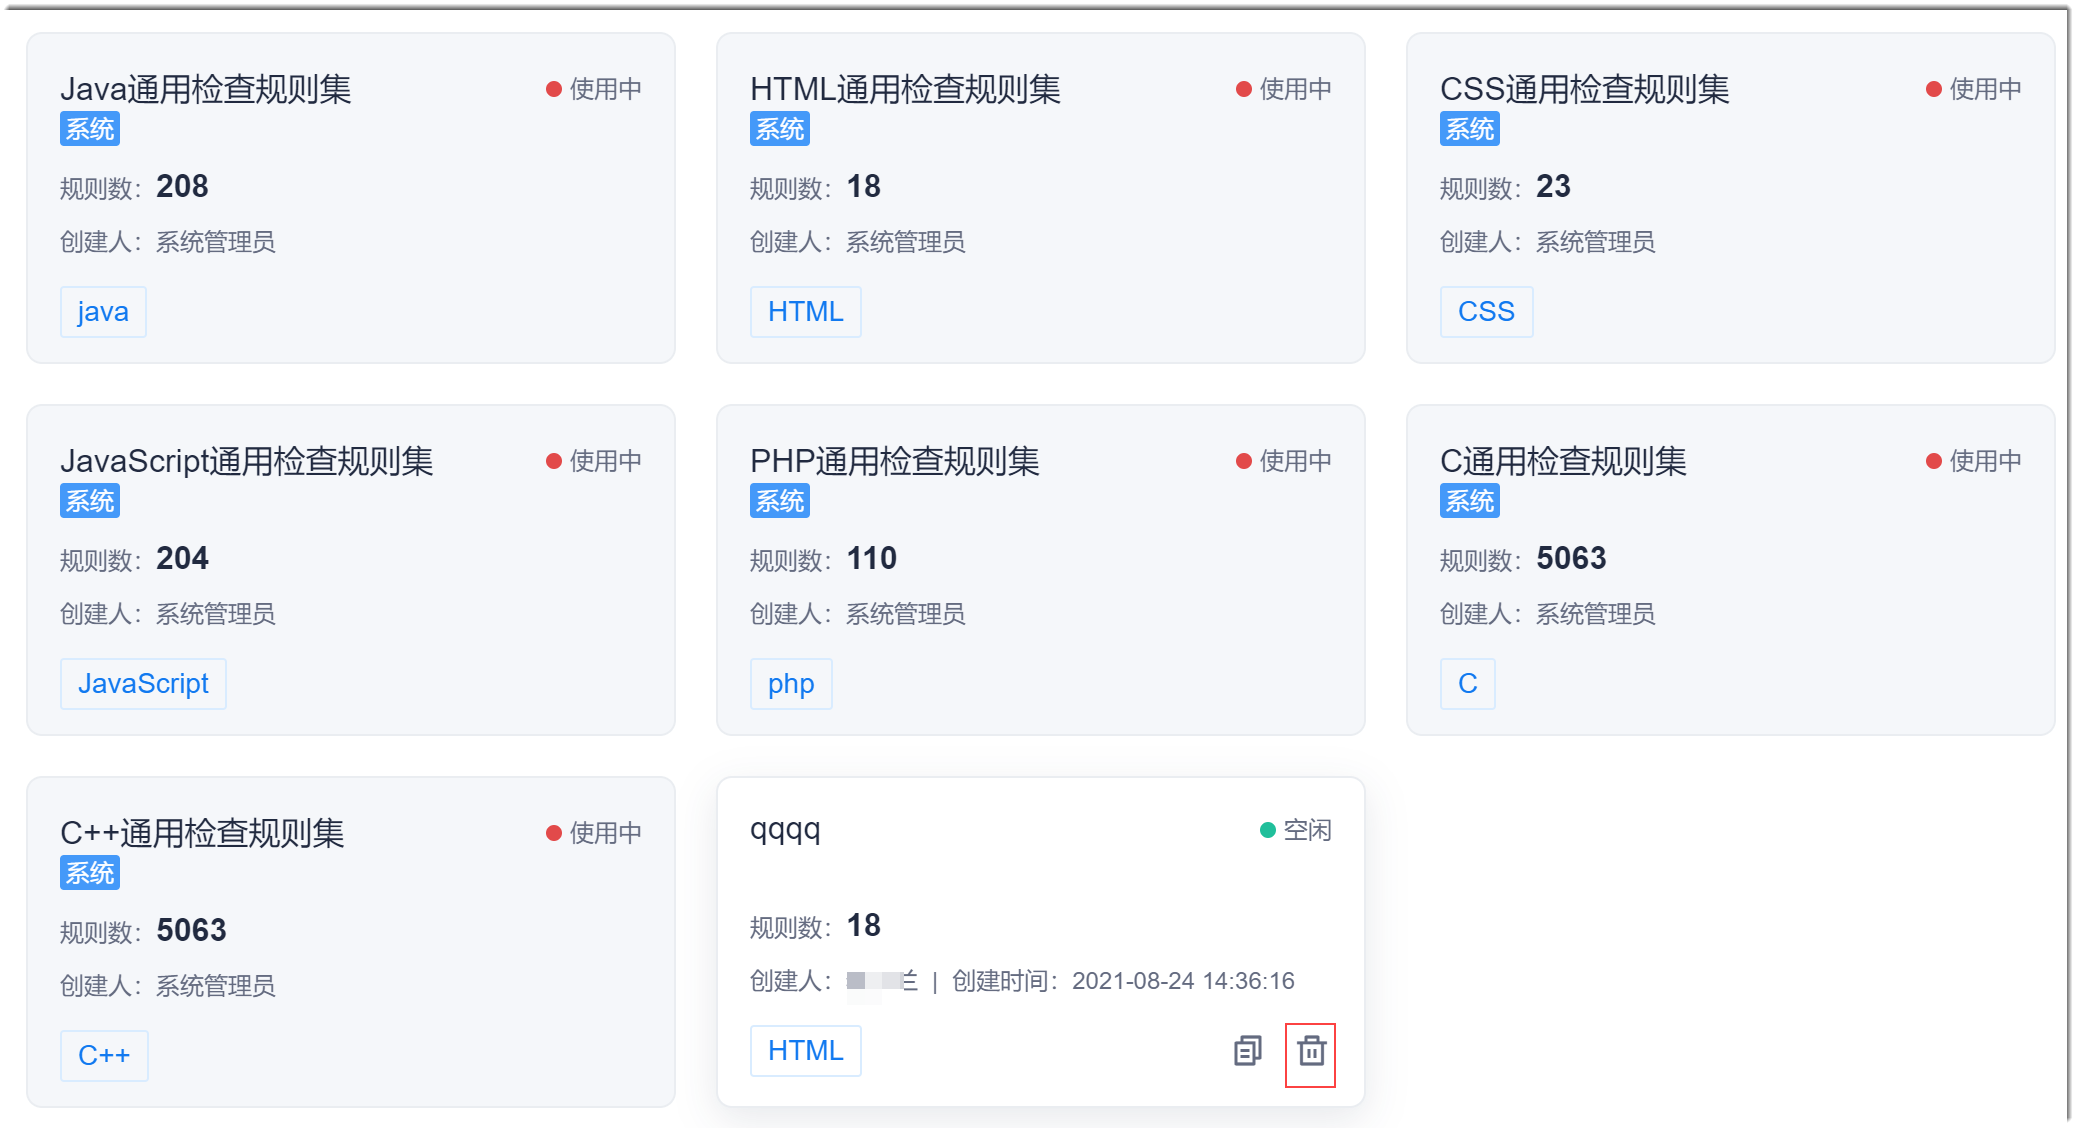 Java通用检查规则集
使用中
系统
规则数：208
创建人：系统管理员
java
HTML通用检查规则集
使用中
系统
规则数：18
创建人：系统管理员
HTML
CSS通用检查规则集
使用中
系统
规则数：23
创建人：系统管理员
CSS
JavaScript通用检查规则集
使用中
系统
规则数：204
创建人：系统管理员
JavaScript
PHP通用检查规则集
使用中
系统
规则数：110
创建人：系统管理员
php
C通用检查规则集
使用中
系统
规则数：5063
创建人：系统管理员
C
C++通用检查规则集
使用中
系统
规则数：5063
创建人：系统管理员
C++
qqqq
空闲
规则数：18
创建人： | 创建时间：2021-08-24 14:36:16
HTML